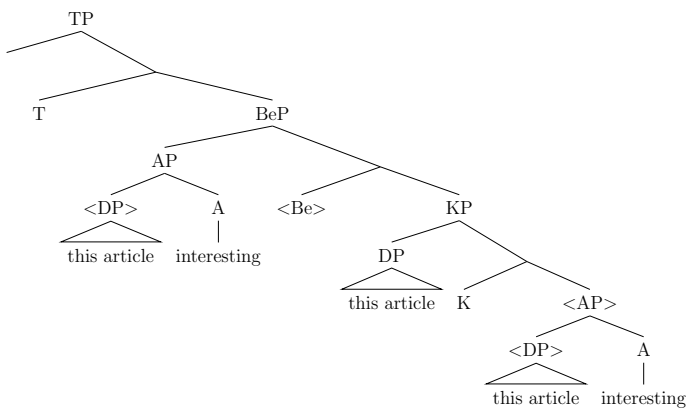 TP
T
BeP
AP
<DP>
A
<Be>
KP
this article
interesting
DP
this article
K
<AP>
<DP>
A
this article
interesting